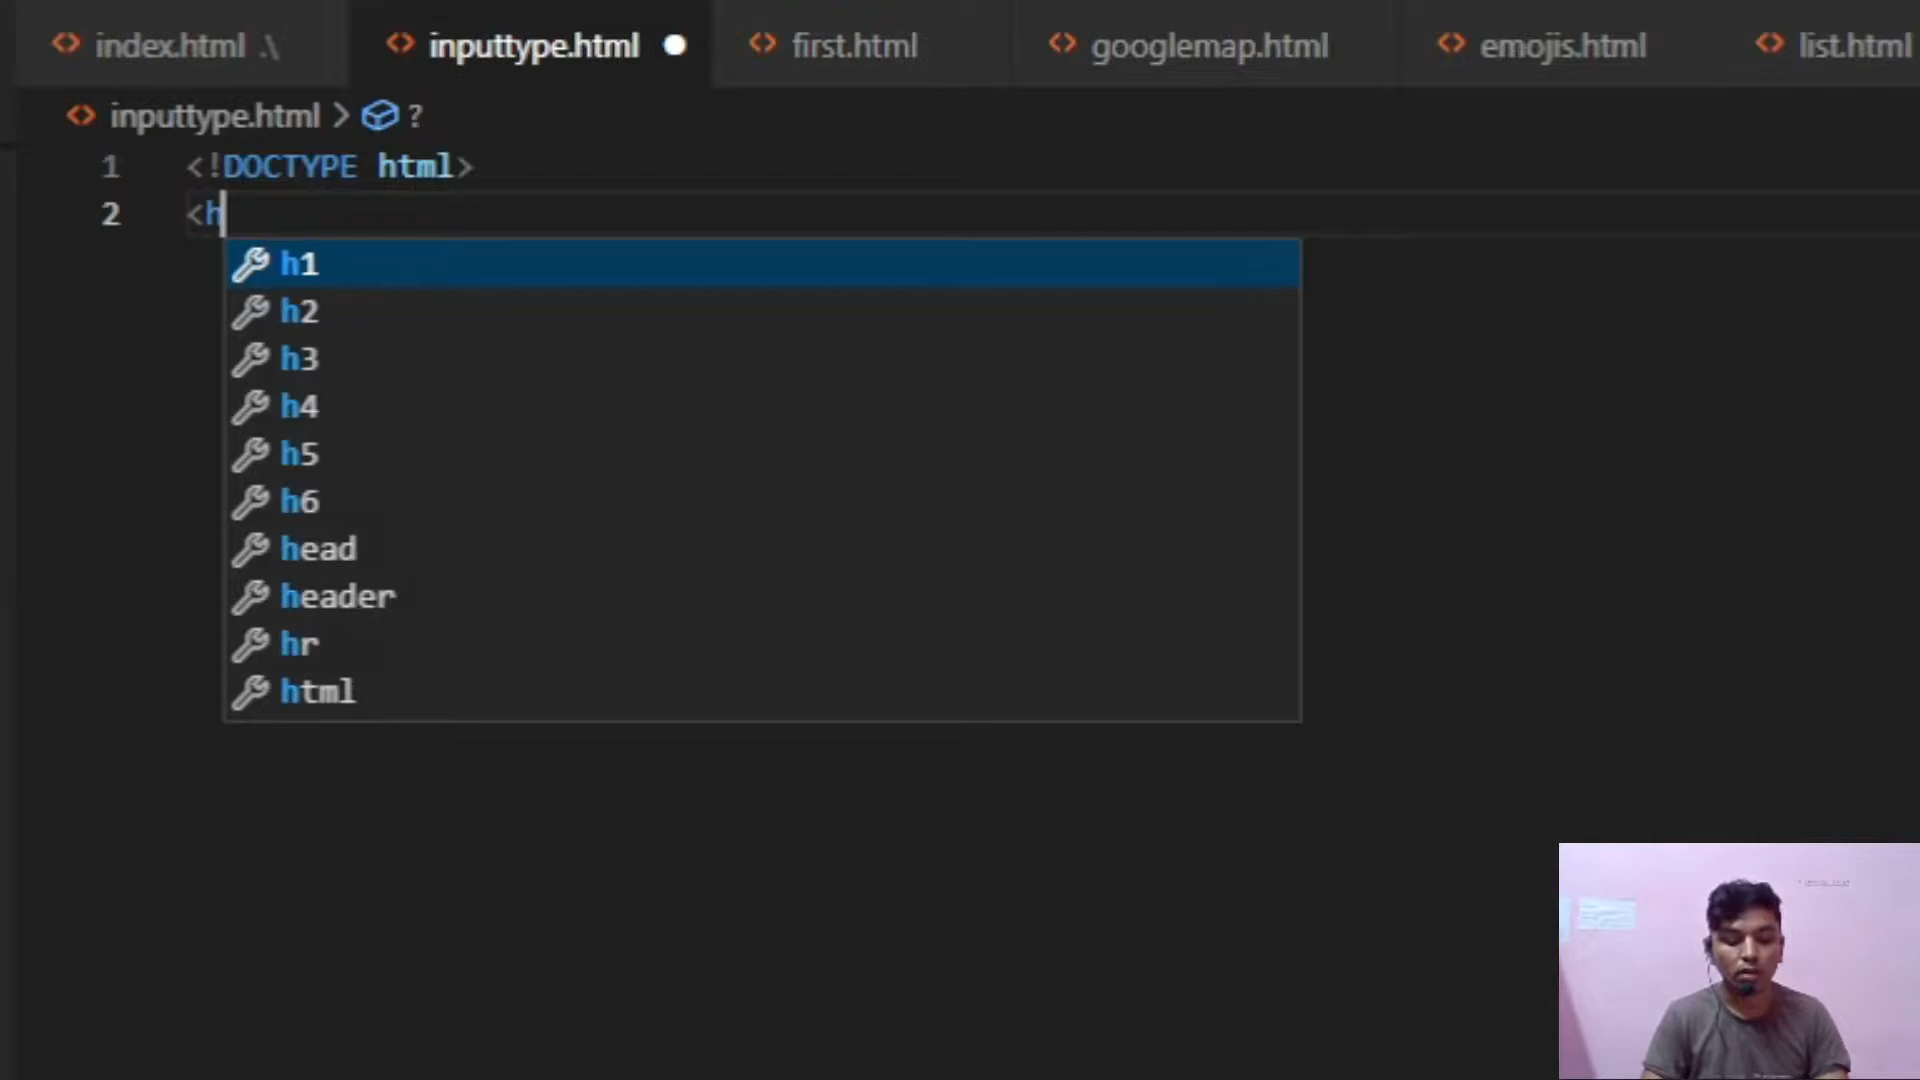 index.html .\
inputtype.html
first.html
googlemap.html
emojis.html
list.html
inputtype.html > ?
1 <!DOCTYPE html>
2 <h
h1
h2
h3
h4
h5
h6
head
header
hr
html